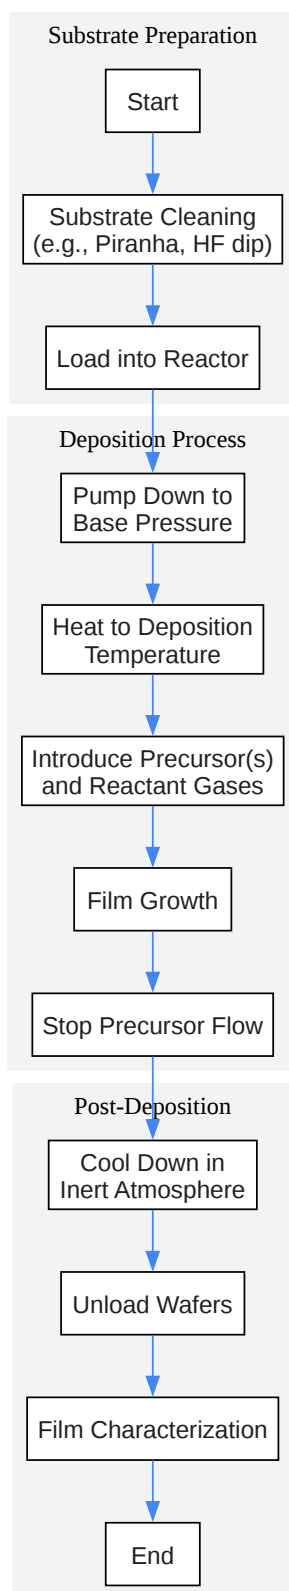 Substrate Preparation
Start
Substrate Cleaning
(e.g., Piranha, HF dip)
Load into Reactor
Deposition Process
Pump Down to
Base Pressure
Heat to Deposition
Temperature
Introduce Precursor(s)
and Reactant Gases
Film Growth
Stop Precursor Flow
Post-Deposition
Cool Down in
Inert Atmosphere
Unload Wafers
Film Characterization
End